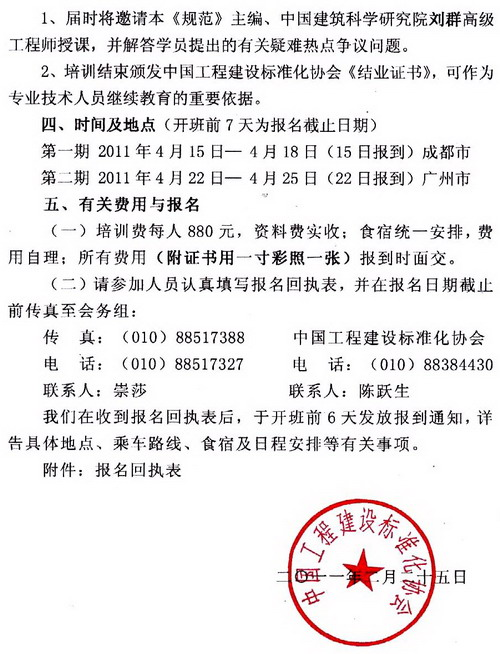 1、届时将邀请本《规范》主编、中国建筑科学研究院刘群高级
工程师授课，并解答学员提出的有关疑难热点争议问题。
2、培训结束颁发中国工程建设标准化协会《结业证书》，可作为
专业技术人员继续教育的重要依据。
四、时间及地点（开班前7天为报名截止日期）
第一期 2011年4月15日—4月18日（15日报到）成都市
第二期 2011年4月22日—4月25日（22日报到）广州市
五、有关费用与报名
（一）培训费每人880元，资料费实收；食宿统一安排，费
用自理；所有费用（附证书用一寸彩照一张）报到时面交。
（二）请参加人员认真填写报名回执表，并在报名日期截止
前传真至会务组：
传 真：（010）88517388 中国工程建设标准化协会
电 话：（010）88517327 电 话：（010）88384430
联系人：崇莎 联系人：陈跃生
我们在收到报名回执表后，于开班前6天发放报到通知，详
告具体地点、乘车路线、食宿及日程安排等有关事项。
附件：报名回执表
中国工程建设标准化协会
二〇一一年二月二十五日